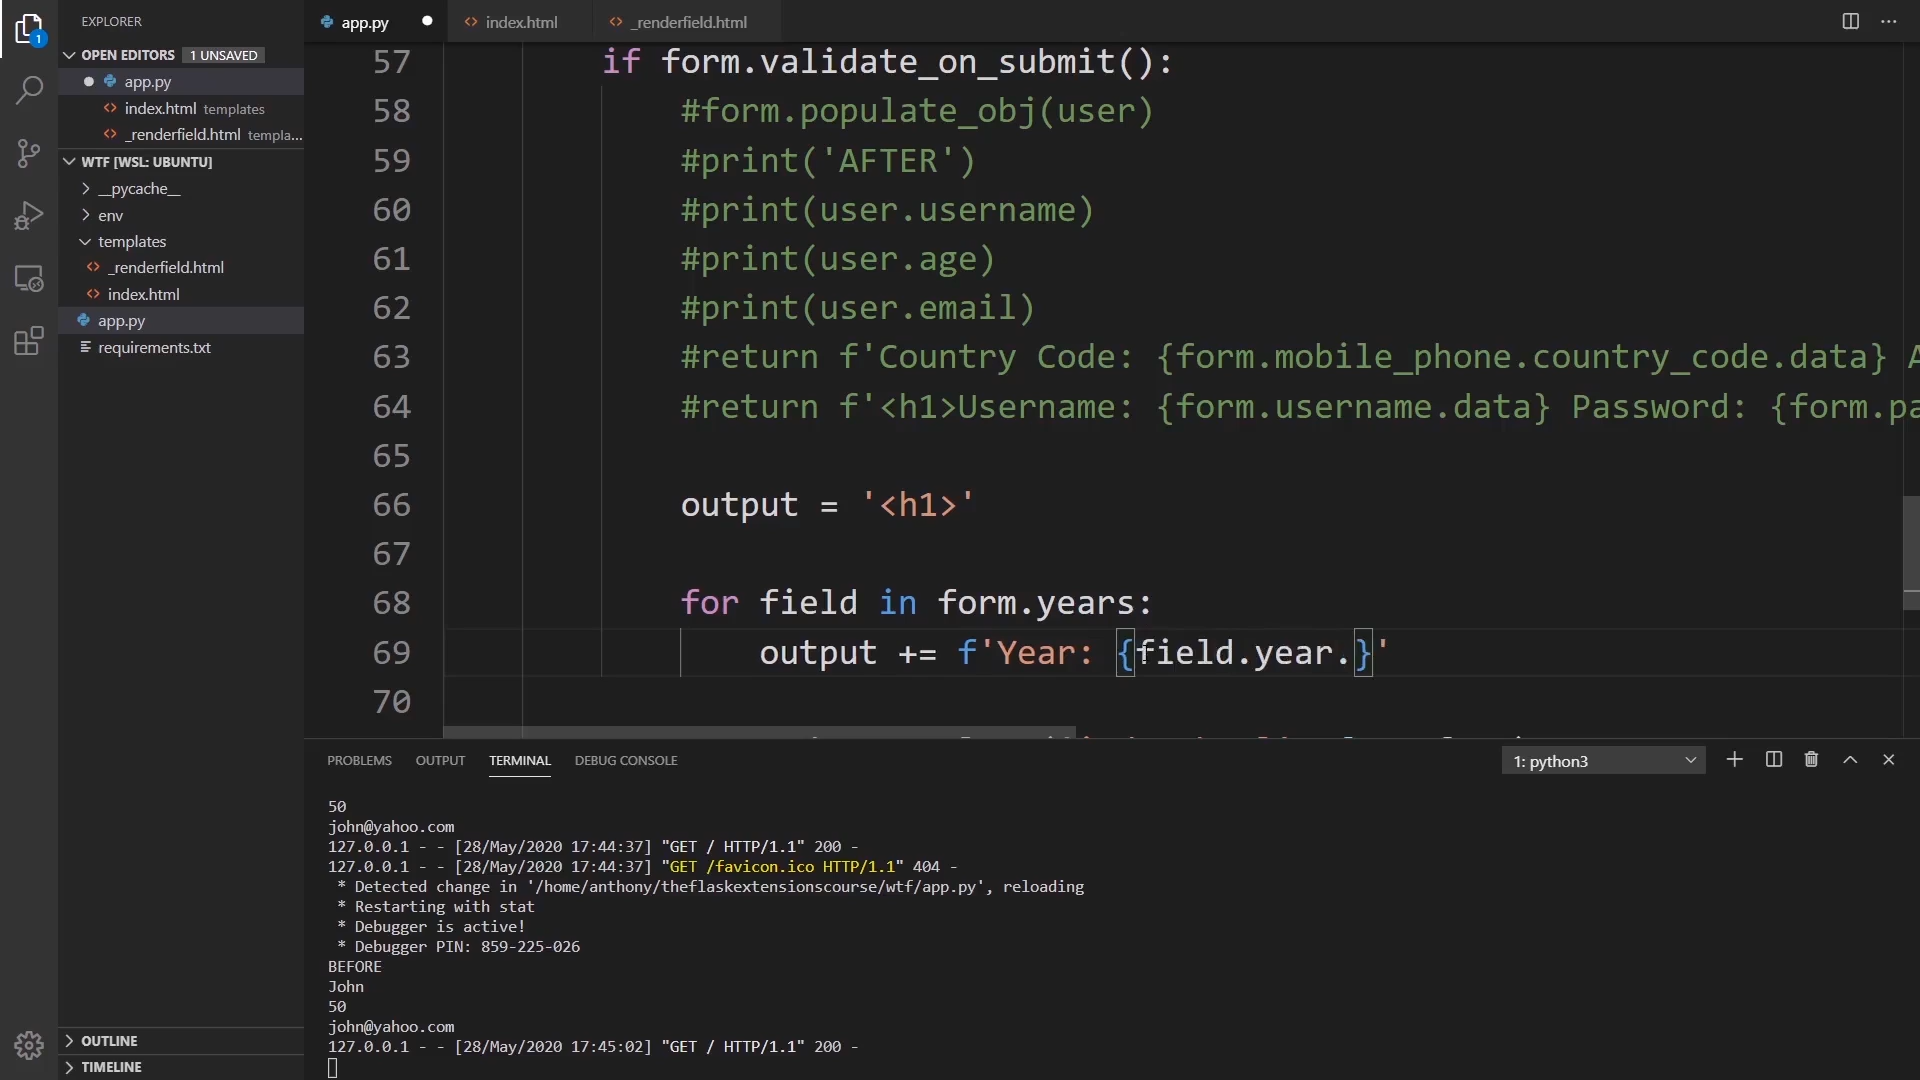 EXPLORER
OPEN EDITORS 1 UNSAVED
app.py
index.html templates
_renderfield.html templa...
WTF [WSL: UBUNTU]
__pycache__
env
templates
_renderfield.html
index.html
app.py
requirements.txt
OUTLINE
TIMELINE
1
app.py
index.html
_renderfield.html
57 if form.validate_on_submit():
58 #form.populate_obj(user)
59 #print('AFTER')
60 #print(user.username)
61 #print(user.age)
62 #print(user.email)
63 #return f'Country Code: {form.mobile_phone.country_code.data} A
64 #return f'<h1>Username: {form.username.data} Password: {form.pa
65
66 output = '<h1>'
67
68 for field in form.years:
69 output += f'Year: {field.year.}'
70
PROBLEMS OUTPUT TERMINAL DEBUG CONSOLE
1: python3
50
john@yahoo.com
127.0.0.1 - - [28/May/2020 17:44:37] "GET / HTTP/1.1" 200 -
127.0.0.1 - - [28/May/2020 17:44:37] "GET /favicon.ico HTTP/1.1" 404 -
* Detected change in '/home/anthony/theflaskextensionscourse/wtf/app.py', reloading
* Restarting with stat
* Debugger is active!
* Debugger PIN: 859-225-026
BEFORE
John
50
john@yahoo.com
127.0.0.1 - - [28/May/2020 17:45:02] "GET / HTTP/1.1" 200 -